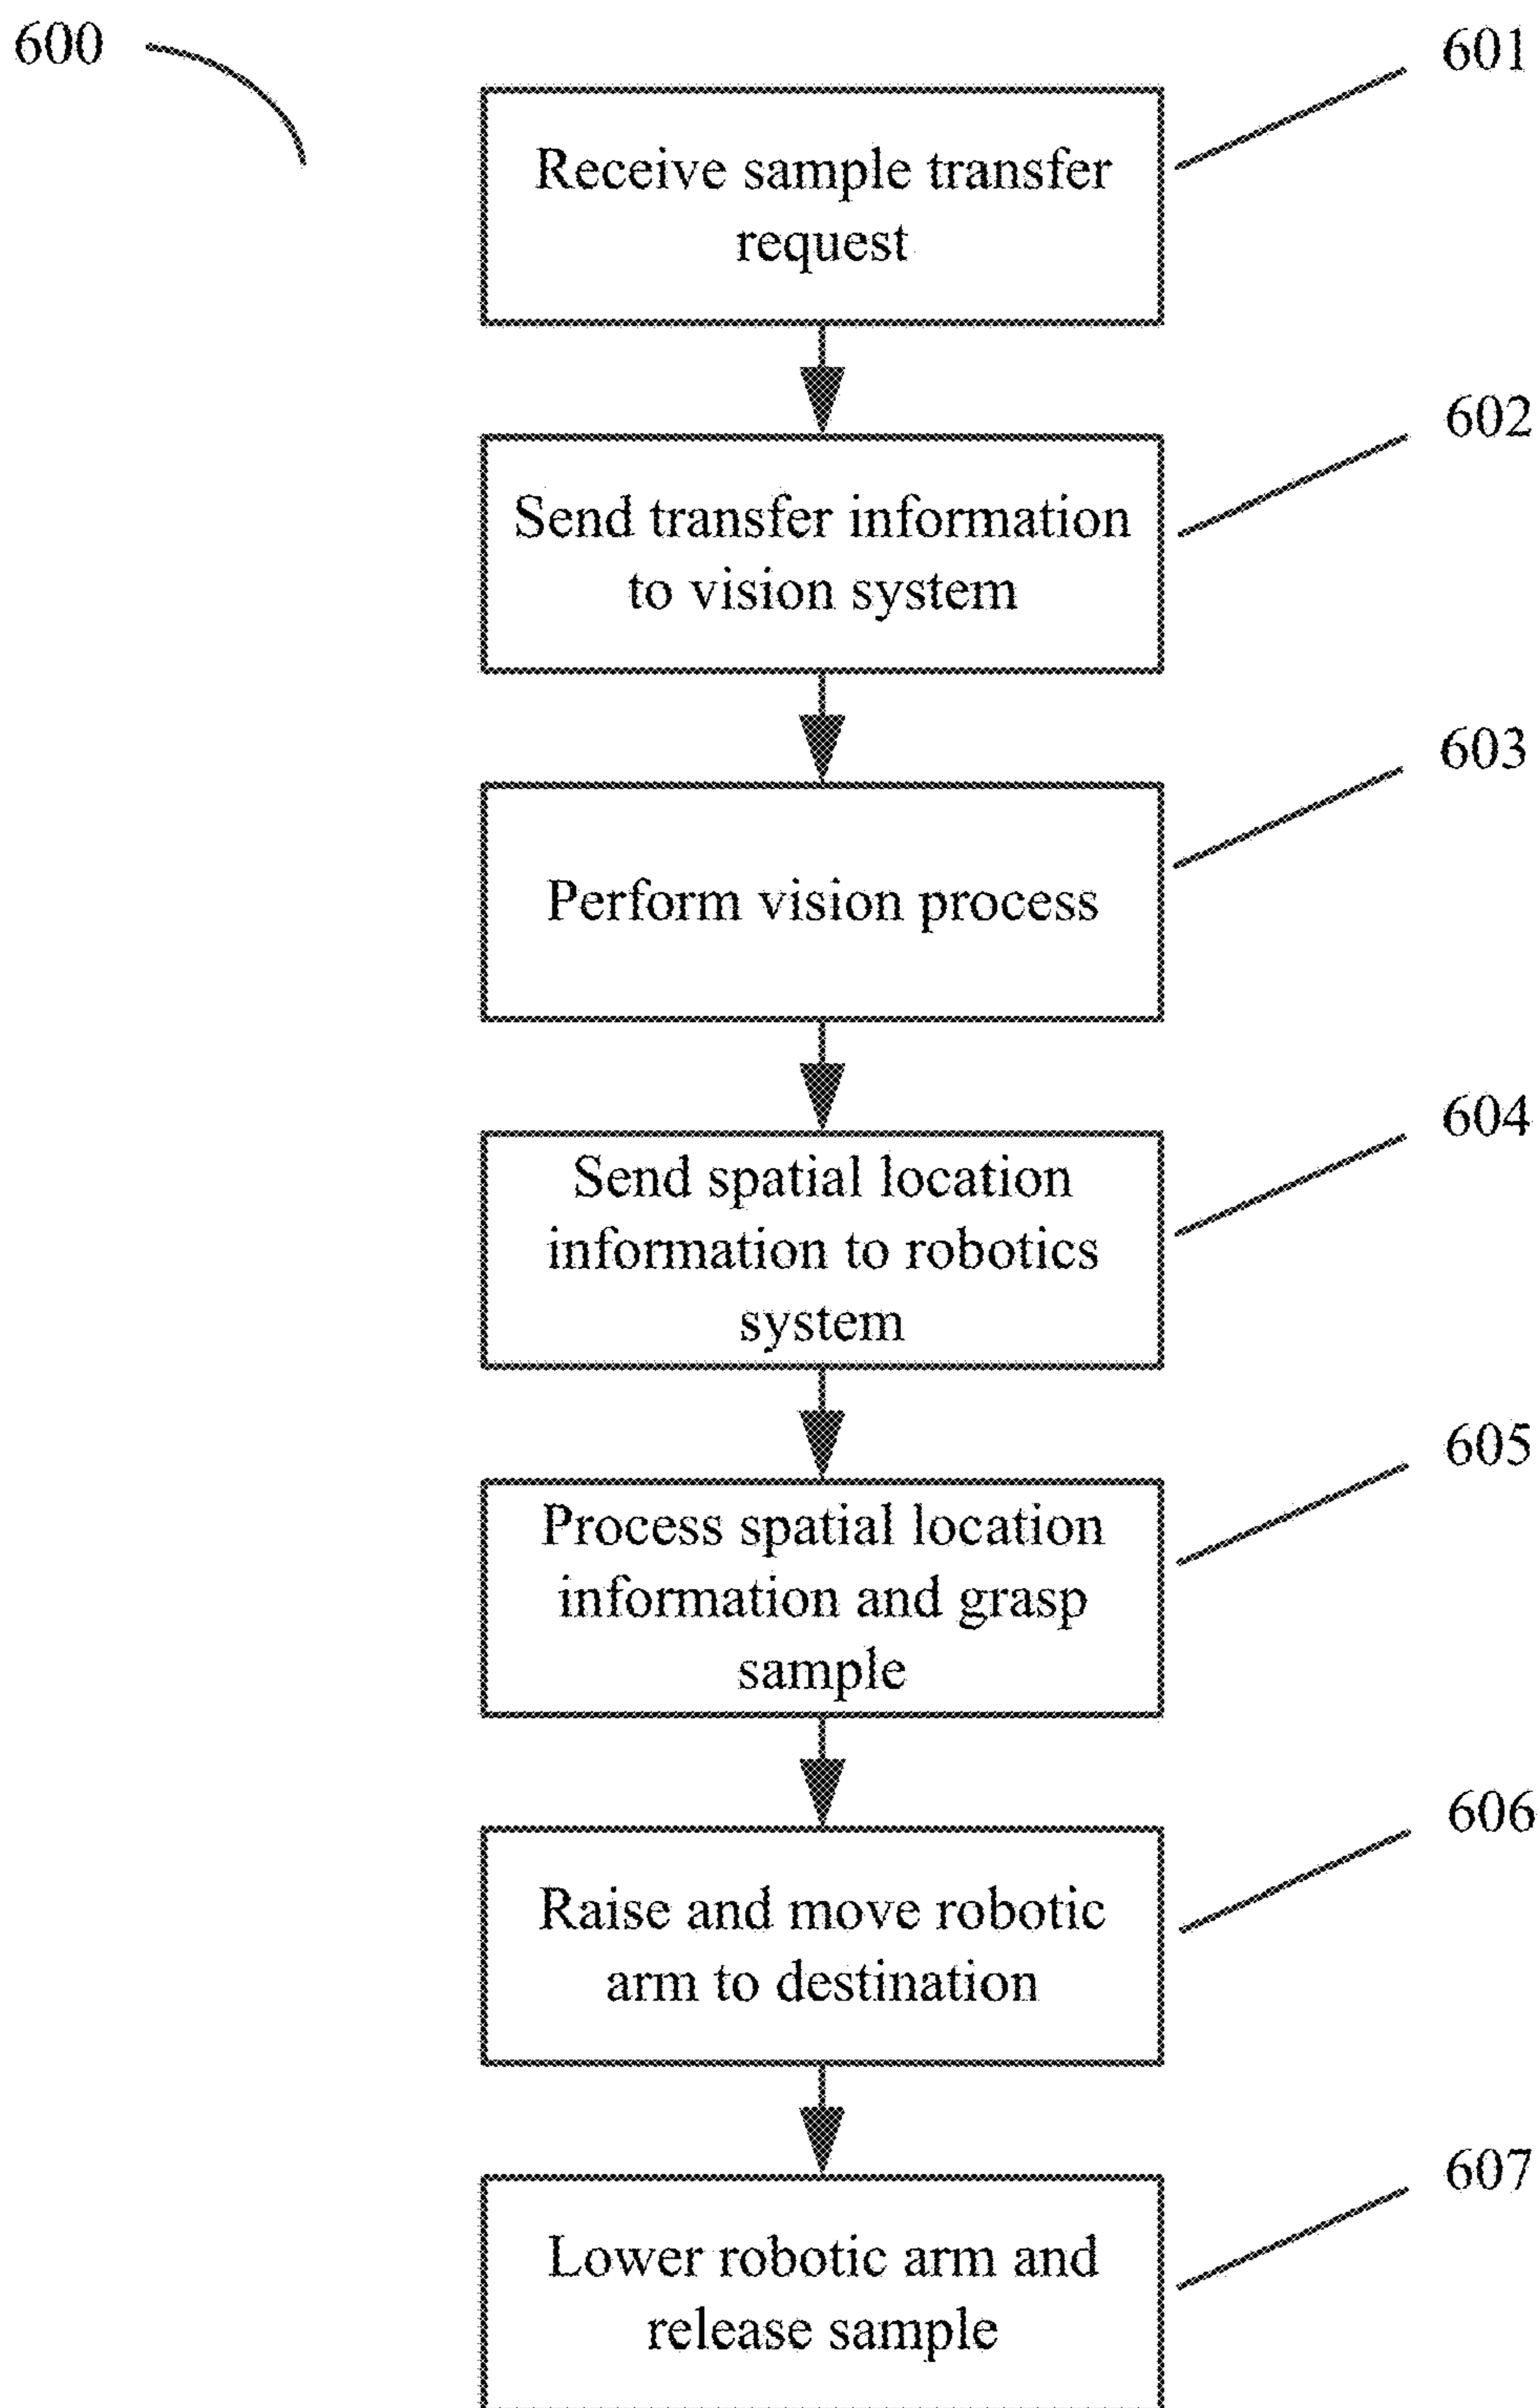 600
601
Receive sample transfer
request
602
Send transfer information
to vision system
603
Perform vision process
604
Send spatial location
information to robotics
system
605
Process spatial location
information and grasp
sample
606
Raise and move robotic
arm to destination
607
Lower robotic arm and
release sample